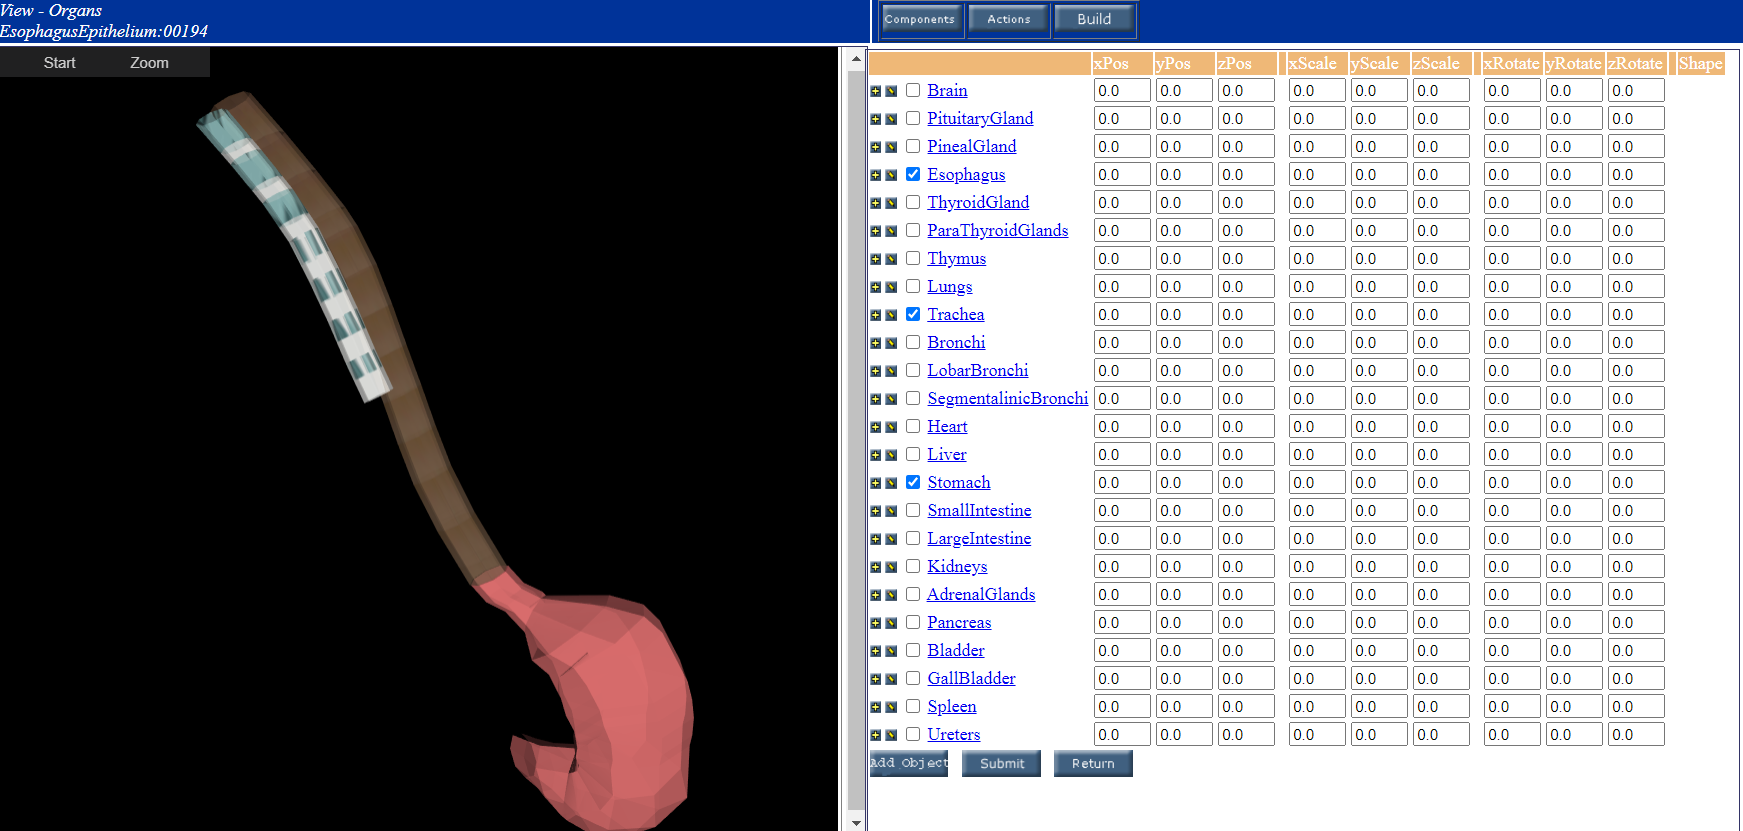 View - Organs
EsophagusEpithelium:00194
Components Actions Build
Start Zoom
xPos yPos zPos xScale yScale zScale xRotate yRotate zRotate Shape
Brain 0.0 0.0 0.0 0.0 0.0 0.0 0.0 0.0 0.0
PituitaryGland 0.0 0.0 0.0 0.0 0.0 0.0 0.0 0.0 0.0
PinealGland 0.0 0.0 0.0 0.0 0.0 0.0 0.0 0.0 0.0
Esophagus 0.0 0.0 0.0 0.0 0.0 0.0 0.0 0.0 0.0
ThyroidGland 0.0 0.0 0.0 0.0 0.0 0.0 0.0 0.0 0.0
ParaThyroidGlands 0.0 0.0 0.0 0.0 0.0 0.0 0.0 0.0 0.0
Thymus 0.0 0.0 0.0 0.0 0.0 0.0 0.0 0.0 0.0
Lungs 0.0 0.0 0.0 0.0 0.0 0.0 0.0 0.0 0.0
Trachea 0.0 0.0 0.0 0.0 0.0 0.0 0.0 0.0 0.0
Bronchi 0.0 0.0 0.0 0.0 0.0 0.0 0.0 0.0 0.0
LobarBronchi 0.0 0.0 0.0 0.0 0.0 0.0 0.0 0.0 0.0
SegmentalinicBronchi 0.0 0.0 0.0 0.0 0.0 0.0 0.0 0.0 0.0
Heart 0.0 0.0 0.0 0.0 0.0 0.0 0.0 0.0 0.0
Liver 0.0 0.0 0.0 0.0 0.0 0.0 0.0 0.0 0.0
Stomach 0.0 0.0 0.0 0.0 0.0 0.0 0.0 0.0 0.0
SmallIntestine 0.0 0.0 0.0 0.0 0.0 0.0 0.0 0.0 0.0
LargeIntestine 0.0 0.0 0.0 0.0 0.0 0.0 0.0 0.0 0.0
Kidneys 0.0 0.0 0.0 0.0 0.0 0.0 0.0 0.0 0.0
AdrenalGlands 0.0 0.0 0.0 0.0 0.0 0.0 0.0 0.0 0.0
Pancreas 0.0 0.0 0.0 0.0 0.0 0.0 0.0 0.0 0.0
Bladder 0.0 0.0 0.0 0.0 0.0 0.0 0.0 0.0 0.0
GallBladder 0.0 0.0 0.0 0.0 0.0 0.0 0.0 0.0 0.0
Spleen 0.0 0.0 0.0 0.0 0.0 0.0 0.0 0.0 0.0
Ureters 0.0 0.0 0.0 0.0 0.0 0.0 0.0 0.0 0.0
Add Object Submit Return